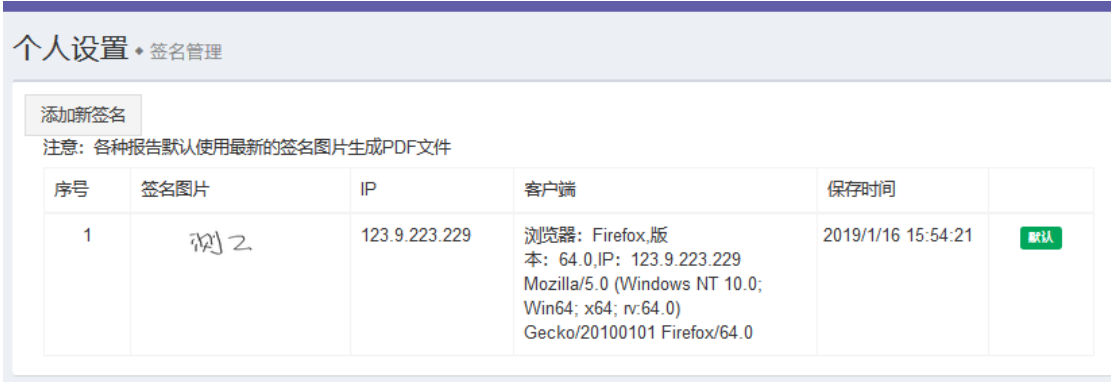 个人设置 • 签名管理
添加新签名
注意：各种报告默认使用最新的签名图片生成PDF文件
序号 签名图片 IP 客户端 保存时间
1 测2 123.9.223.229 浏览器：Firefox,版 2019/1/16 15:54:21 默认
本：64.0,IP：123.9.223.229
Mozilla/5.0 (Windows NT 10.0;
Win64; x64; rv:64.0)
Gecko/20100101 Firefox/64.0